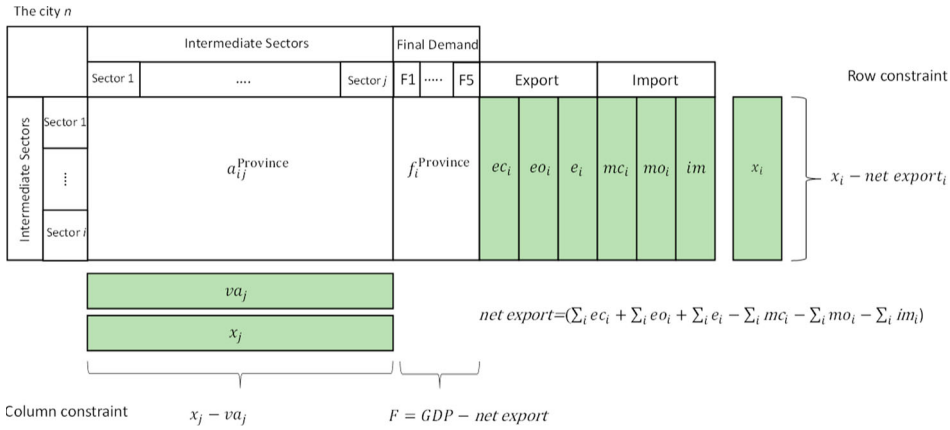 The city n
Intermediate Sectors Final Demand
Sector 1 .... Sector j F1 ..... F5 Export Import Row constraint
Intermediate Sectors
Sector 1
....
Sector i
a_{ij}^{Province} f_i^{Province} ec_i eo_i e_i mc_i mo_i im x_i x_i − net export_i
va_j
x_j
net export=(∑_i ec_i + ∑_i eo_i + ∑_i e_i − ∑_i mc_i − ∑_i mo_i − ∑_i im_i)
Column constraint x_j − va_j F = GDP − net export